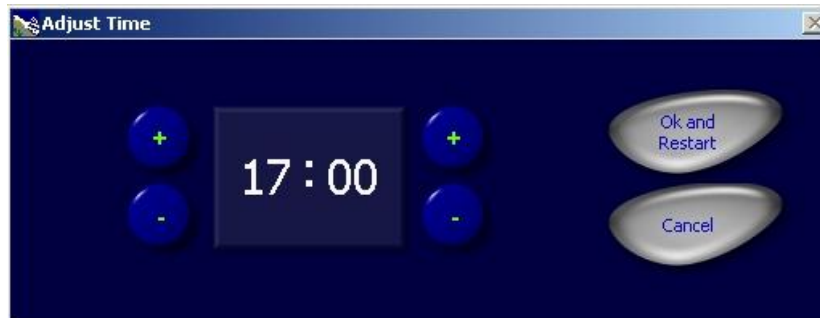 Adjust Time
+
17:00
+
-
-
Ok and
Restart
Cancel